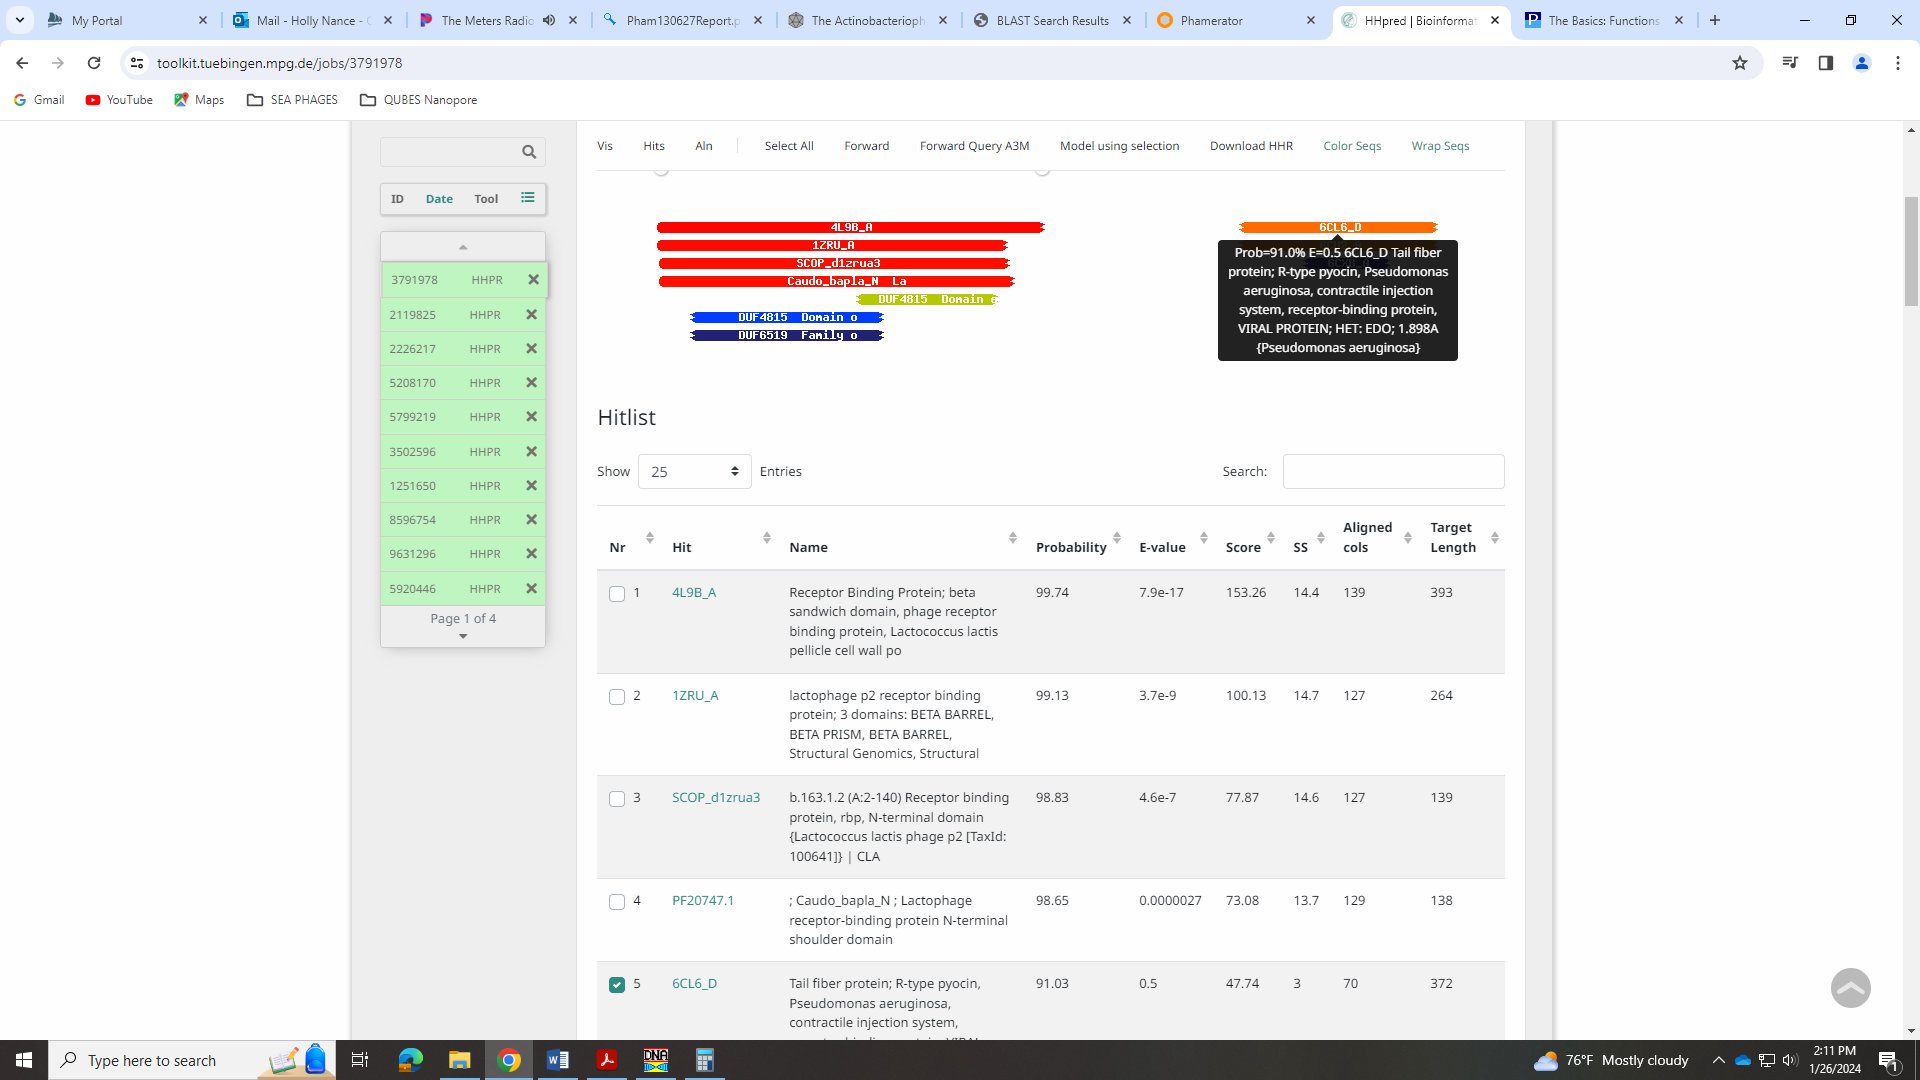 My Portal
Mail - Holly Nance -
The Meters Radio
Pham130627Report.p
The Actinobacterioph
BLAST Search Results
Phamerator
HHpred | Bioinformat
The Basics: Functions
toolkit.tuebingen.mpg.de/jobs/3791978
Gmail
YouTube
Maps
SEA PHAGES
QUBES Nanopore
Vis Hits Aln Select All Forward Forward Query A3M Model using selection Download HHR Color Seqs Wrap Seqs
ID Date Tool
3791978 HHPR
2119825 HHPR
2226217 HHPR
5208170 HHPR
5799219 HHPR
3502596 HHPR
1251650 HHPR
8596754 HHPR
9631296 HHPR
5920446 HHPR
Page 1 of 4
4L9B_A
1ZRU_A
SCOP_d1zrua3
Caudo_bapla_N La
DUF4815 Domain o
DUF4815 Domain o
DUF6519 Family o
6CL6_D
Prob=91.0% E=0.5 6CL6_D Tail fiber
protein; R-type pyocin, Pseudomonas
aeruginosa, contractile injection
system, receptor-binding protein,
VIRAL PROTEIN; HET: EDO; 1.898A
{Pseudomonas aeruginosa}
Hitlist
Show 25 Entries
Search:
Nr Hit Name Probability E-value Score SS Aligned cols Target Length
1 4L9B_A Receptor Binding Protein; beta 99.74 7.9e-17 153.26 14.4 139 393
sandwich domain, phage receptor
binding protein, Lactococcus lactis
pellicle cell wall po
2 1ZRU_A lactophage p2 receptor binding 99.13 3.7e-9 100.13 14.7 127 264
protein; 3 domains: BETA BARREL,
BETA PRISM, BETA BARREL,
Structural Genomics, Structural
3 SCOP_d1zrua3 b.163.1.2 (A:2-140) Receptor binding 98.83 4.6e-7 77.87 14.6 127 139
protein, rbp, N-terminal domain
{Lactococcus lactis phage p2 [TaxId:
100641]} | CLA
4 PF20747.1 ; Caudo_bapla_N ; Lactophage 98.65 0.0000027 73.08 13.7 129 138
receptor-binding protein N-terminal
shoulder domain
5 6CL6_D Tail fiber protein; R-type pyocin, 91.03 0.5 47.74 3 70 372
Pseudomonas aeruginosa,
contractile injection system,
Type here to search
DNA
76°F Mostly cloudy
2:11 PM
1/26/2024
1